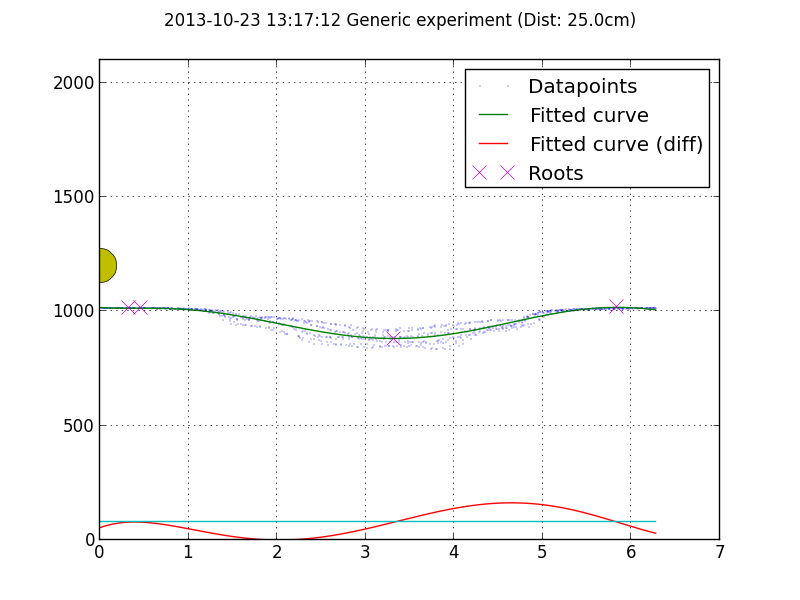 2013-10-23 13:17:12 Generic experiment (Dist: 25.0cm)
2000
1500
1000
500
0
0 1 2 3 4 5 6 7
Datapoints
Fitted curve
Fitted curve (diff)
Roots